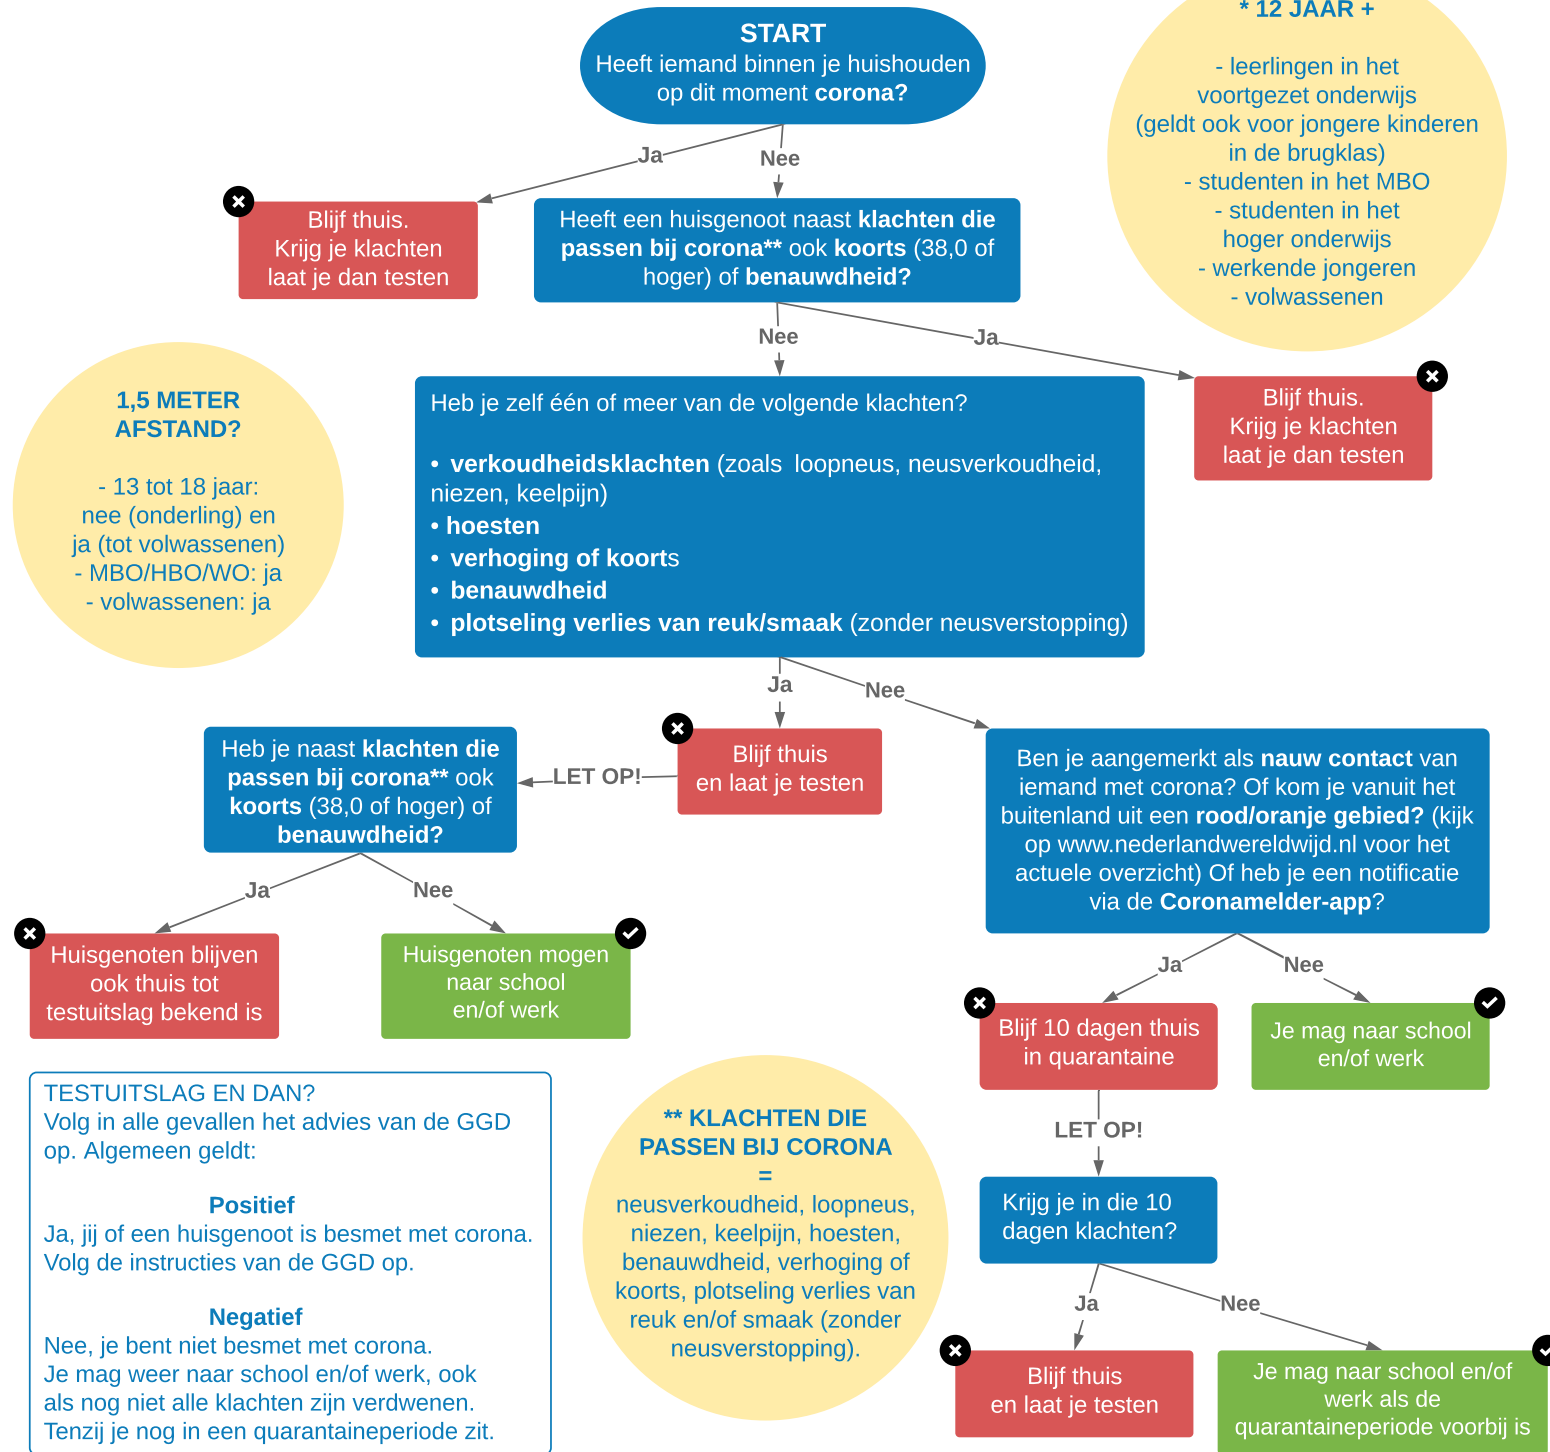 * 12 JAAR +
- leerlingen in het
voortgezet onderwijs
(geldt ook voor jongere kinderen
in de brugklas)
- studenten in het MBO
- studenten in het
hoger onderwijs
- werkende jongeren
- volwassenen
START
Heeft iemand binnen je huishouden
op dit moment corona?
Ja
Nee
Blijf thuis.
Krijg je klachten
laat je dan testen
Heeft een huisgenoot naast klachten die
passen bij corona** ook koorts (38,0 of
hoger) of benauwdheid?
Nee
Ja
Blijf thuis.
Krijg je klachten
laat je dan testen
1,5 METER
AFSTAND?
- 13 tot 18 jaar:
nee (onderling) en
ja (tot volwassenen)
- MBO/HBO/WO: ja
- volwassenen: ja
Heb je zelf één of meer van de volgende klachten?
• verkoudheidsklachten (zoals loopneus, neusverkoudheid,
niezen, keelpijn)
• hoesten
• verhoging of koorts
• benauwdheid
• plotseling verlies van reuk/smaak (zonder neusverstopping)
Ja
Nee
Blijf thuis
en laat je testen
LET OP!
Heb je naast klachten die
passen bij corona** ook
koorts (38,0 of hoger) of
benauwdheid?
Ja
Nee
Huisgenoten blijven
ook thuis tot
testuitslag bekend is
Huisgenoten mogen
naar school
en/of werk
Ben je aangemerkt als nauw contact van
iemand met corona? Of kom je vanuit het
buitenland uit een rood/oranje gebied? (kijk
op www.nederlandwereldwijd.nl voor het
actuele overzicht) Of heb je een notificatie
via de Coronamelder-app?
Ja
Nee
Blijf 10 dagen thuis
in quarantaine
Je mag naar school
en/of werk
LET OP!
Krijg je in die 10
dagen klachten?
Ja
Nee
Blijf thuis
en laat je testen
Je mag naar school en/of
werk als de
quarantaineperiode voorbij is
TESTUITSLAG EN DAN?
Volg in alle gevallen het advies van de GGD
op. Algemeen geldt:
Positief
Ja, jij of een huisgenoot is besmet met corona.
Volg de instructies van de GGD op.
Negatief
Nee, je bent niet besmet met corona.
Je mag weer naar school en/of werk, ook
als nog niet alle klachten zijn verdwenen.
Tenzij je nog in een quarantaineperiode zit.
** KLACHTEN DIE
PASSEN BIJ CORONA
=
neusverkoudheid, loopneus,
niezen, keelpijn, hoesten,
benauwdheid, verhoging of
koorts, plotseling verlies van
reuk en/of smaak (zonder
neusverstopping).